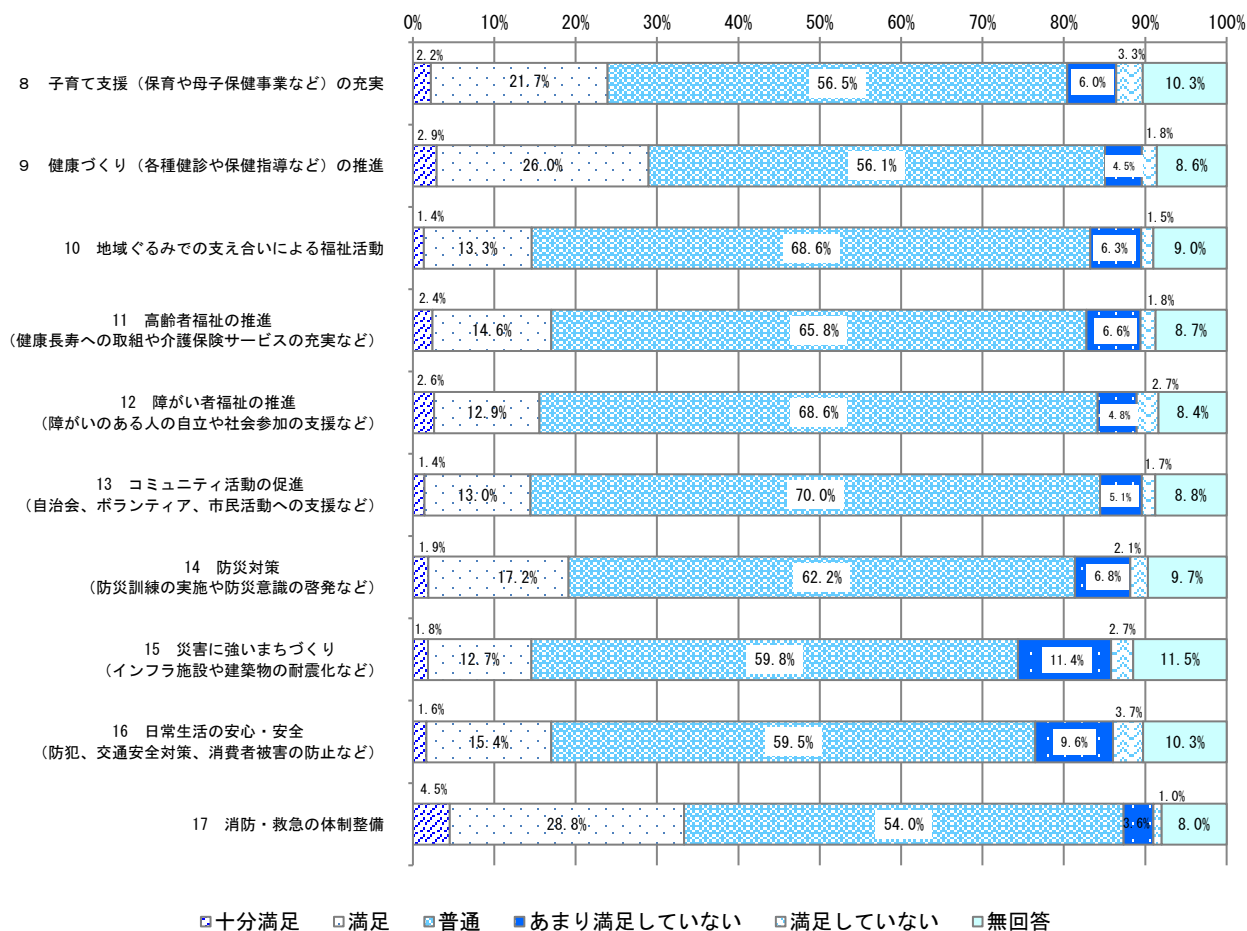 0% 10% 20% 30% 40% 50% 60% 70% 80% 90% 100%
2.2% 3.3%
8 子育て支援（保育や母子保健事業など）の充実 21.7% 56.5% 6.0% 10.3%
2.9% 1.8%
9 健康づくり（各種健診や保健指導など）の推進 26.0% 56.1% 4.5% 8.6%
1.4% 1.5%
10 地域ぐるみでの支え合いによる福祉活動 13.3% 68.6% 6.3% 9.0%
2.4% 1.8%
11 高齢者福祉の推進
（健康長寿への取組や介護保険サービスの充実など） 14.6% 65.8% 6.6% 8.7%
2.6% 2.7%
12 障がい者福祉の推進
（障がいのある人の自立や社会参加の支援など） 12.9% 68.6% 4.8% 8.4%
1.4% 1.7%
13 コミュニティ活動の促進
（自治会、ボランティア、市民活動への支援など） 13.0% 70.0% 5.1% 8.8%
1.9% 2.1%
14 防災対策
（防災訓練の実施や防災意識の啓発など） 17.2% 62.2% 6.8% 9.7%
1.8% 2.7%
15 災害に強いまちづくり
（インフラ施設や建築物の耐震化など） 12.7% 59.8% 11.4% 11.5%
1.6% 3.7%
16 日常生活の安心・安全
（防犯、交通安全対策、消費者被害の防止など） 15.4% 59.5% 9.6% 10.3%
4.5% 1.0%
17 消防・救急の体制整備 28.8% 54.0% 3.6% 8.0%
十分満足 満足 普通 あまり満足していない 満足していない 無回答